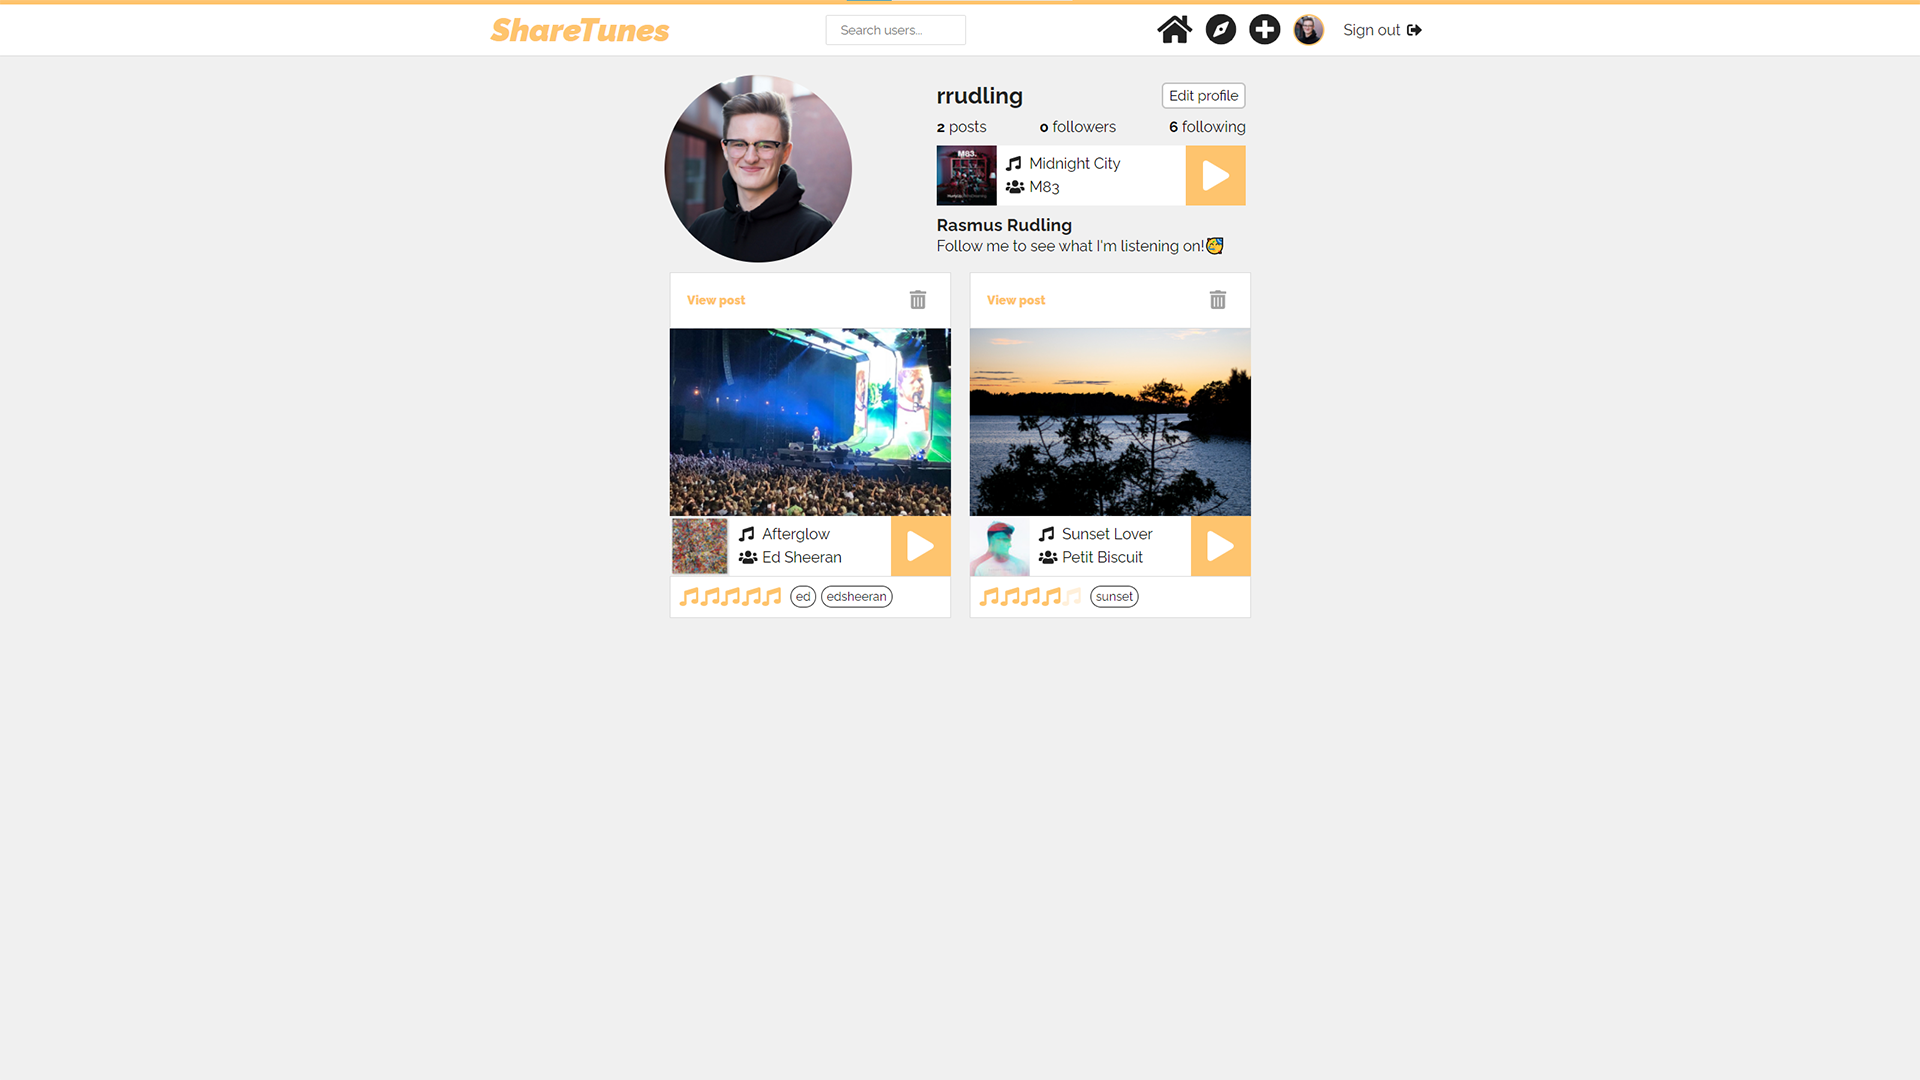 ShareTunes
Search users...
Sign out
rrudling
Edit profile
2 posts
0 followers
6 following
M83.
Midnight City
M83
Rasmus Rudling
Follow me to see what I'm listening on!🥳
View post
Afterglow
Ed Sheeran
ed
edsheeran
View post
Sunset Lover
Petit Biscuit
sunset